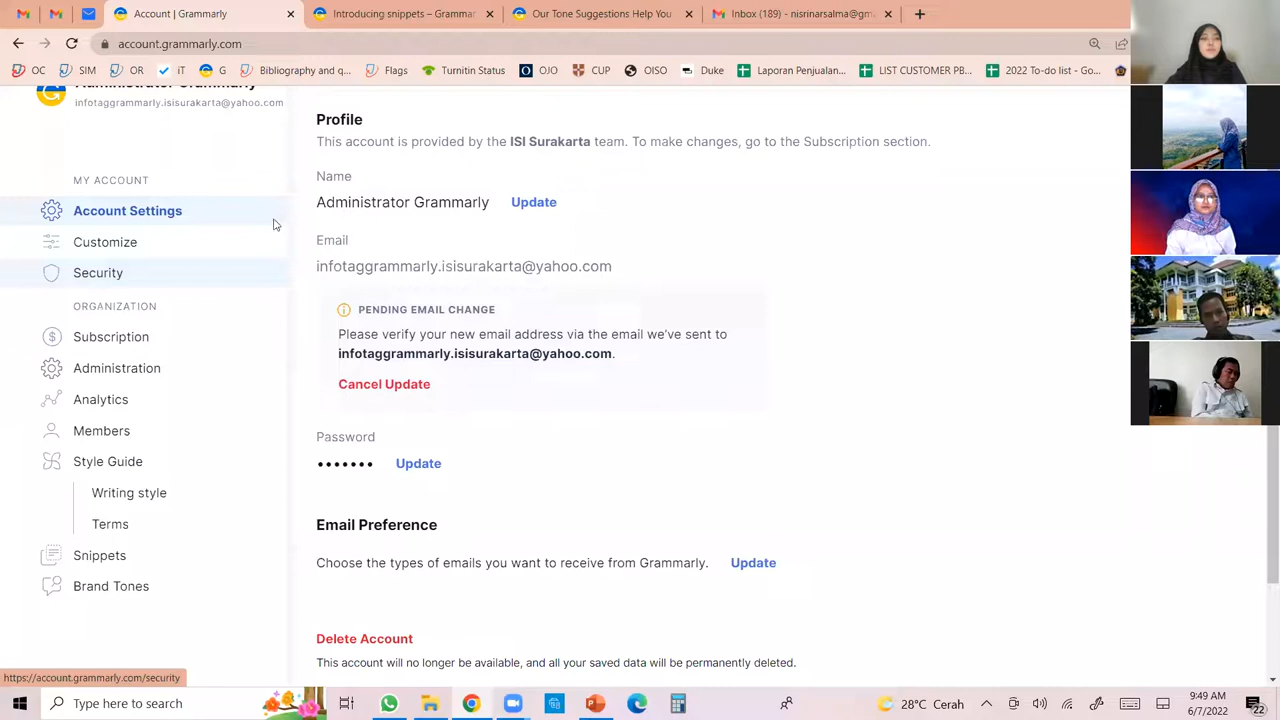 Account | Grammarly
Introducing Grammarly
Our Tone Suggestions Help You
Inbox (189) - nisrinarsalma@gm
account.grammarly.com
OC
SIM
OR
iT
G
Bibliography and q...
Flags
Turnitin Status
OJO
CUP
OISO
Duke
Laporan Penjualan...
LIST CUSTOMER PB...
2022 To-do list - Go...
Administrator Grammarly
infotaggrammarly.isisurakarta@yahoo.com
MY ACCOUNT
Account Settings
Customize
Security
ORGANIZATION
Subscription
Administration
Analytics
Members
Style Guide
Writing style
Terms
Snippets
Brand Tones
https://account.grammarly.com/security
Profile
This account is provided by the ISI Surakarta team. To make changes, go to the Subscription section.
Name
Administrator Grammarly Update
Email
infotaggrammarly.isisurakarta@yahoo.com
PENDING EMAIL CHANGE
Please verify your new email address via the email we've sent to
infotaggrammarly.isisurakarta@yahoo.com.
Cancel Update
Password
••••••• Update
Email Preference
Choose the types of emails you want to receive from Grammarly. Update
Delete Account
This account will no longer be available, and all your saved data will be permanently deleted.
Type here to search
28°C Cerah
9:49 AM
6/7/2022
22